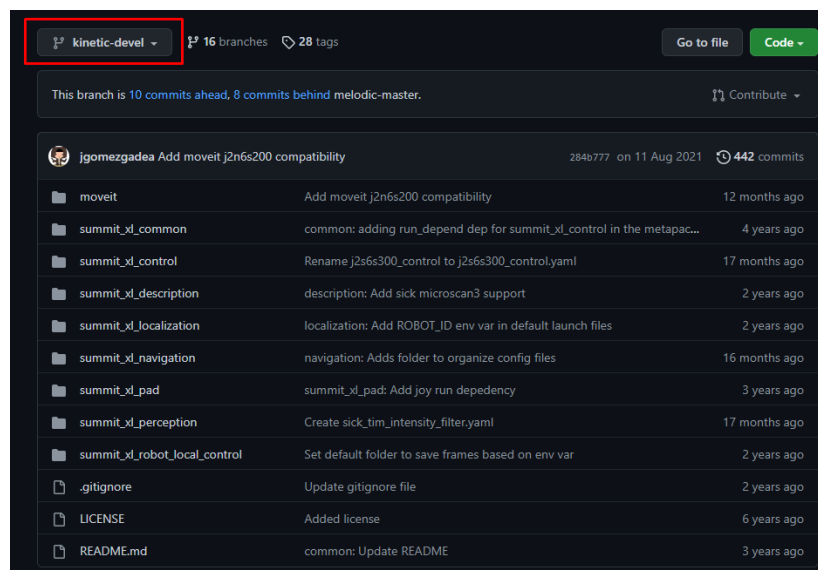 kinetic-devel 16 branches 28 tags Go to file Code
This branch is 10 commits ahead, 8 commits behind melodic-master. Contribute
jgomezgadea Add moveit j2n6s200 compatibility 284b777 on 11 Aug 2021 442 commits
moveit Add moveit j2n6s200 compatibility 12 months ago
summit_xl_common common: adding run_depend dep for summit_xl_control in the metapac... 4 years ago
summit_xl_control Rename j2s6s300_control to j2s6s300_control.yaml 17 months ago
summit_xl_description description: Add sick microscan3 support 2 years ago
summit_xl_localization localization: Add ROBOT_ID env var in default launch files 2 years ago
summit_xl_navigation navigation: Adds folder to organize config files 16 months ago
summit_xl_pad summit_xl_pad: Add joy run depedency 3 years ago
summit_xl_perception Create sick_tim_intensity_filter.yaml 17 months ago
summit_xl_robot_local_control Set default folder to save frames based on env var 2 years ago
.gitignore Update gitignore file 2 years ago
LICENSE Added license 6 years ago
README.md common: Update README 3 years ago